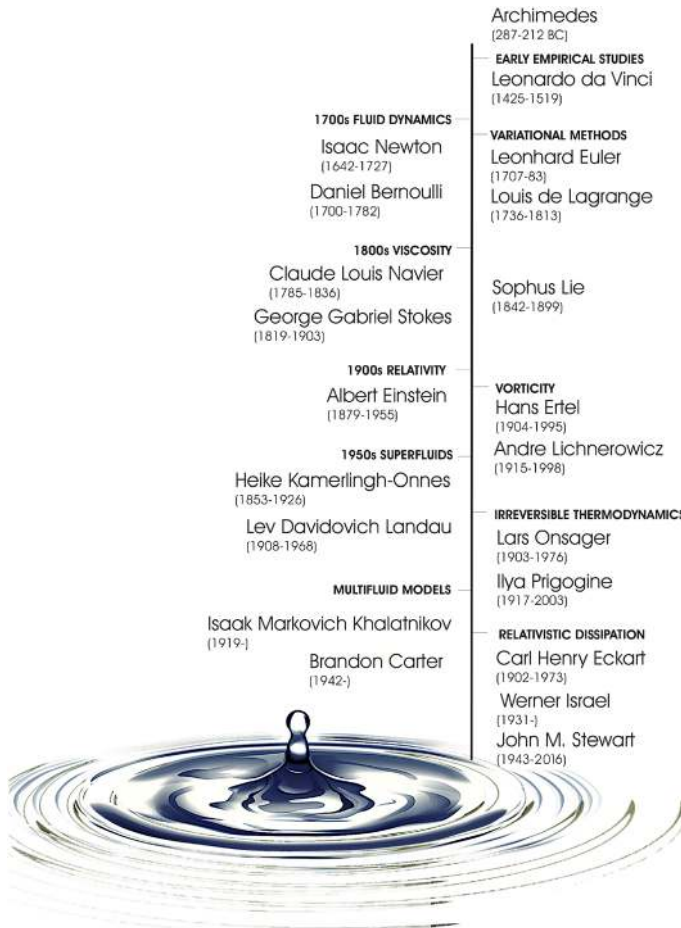 Archimedes
(287-212 BC)
EARLY EMPIRICAL STUDIES
Leonardo da Vinci
(1425-1519)
1700s FLUID DYNAMICS
Isaac Newton
(1642-1727)
Daniel Bernoulli
(1700-1782)
VARIATIONAL METHODS
Leonhard Euler
(1707-83)
Louis de Lagrange
(1736-1813)
1800s VISCOSITY
Claude Louis Navier
(1785-1836)
George Gabriel Stokes
(1819-1903)
Sophus Lie
(1842-1899)
1900s RELATIVITY
Albert Einstein
(1879-1955)
VORTICITY
Hans Ertel
(1904-1995)
Andre Lichnerowicz
(1915-1998)
1950s SUPERFLUIDS
Heike Kamerlingh-Onnes
(1853-1926)
Lev Davidovich Landau
(1908-1968)
IRREVERSIBLE THERMODYNAMICS
Lars Onsager
(1903-1976)
Ilya Prigogine
(1917-2003)
MULTIFLUID MODELS
Isaak Markovich Khalatnikov
(1919-)
Brandon Carter
(1942-)
RELATIVISTIC DISSIPATION
Carl Henry Eckart
(1902-1973)
Werner Israel
(1931-)
John M. Stewart
(1943-2016)